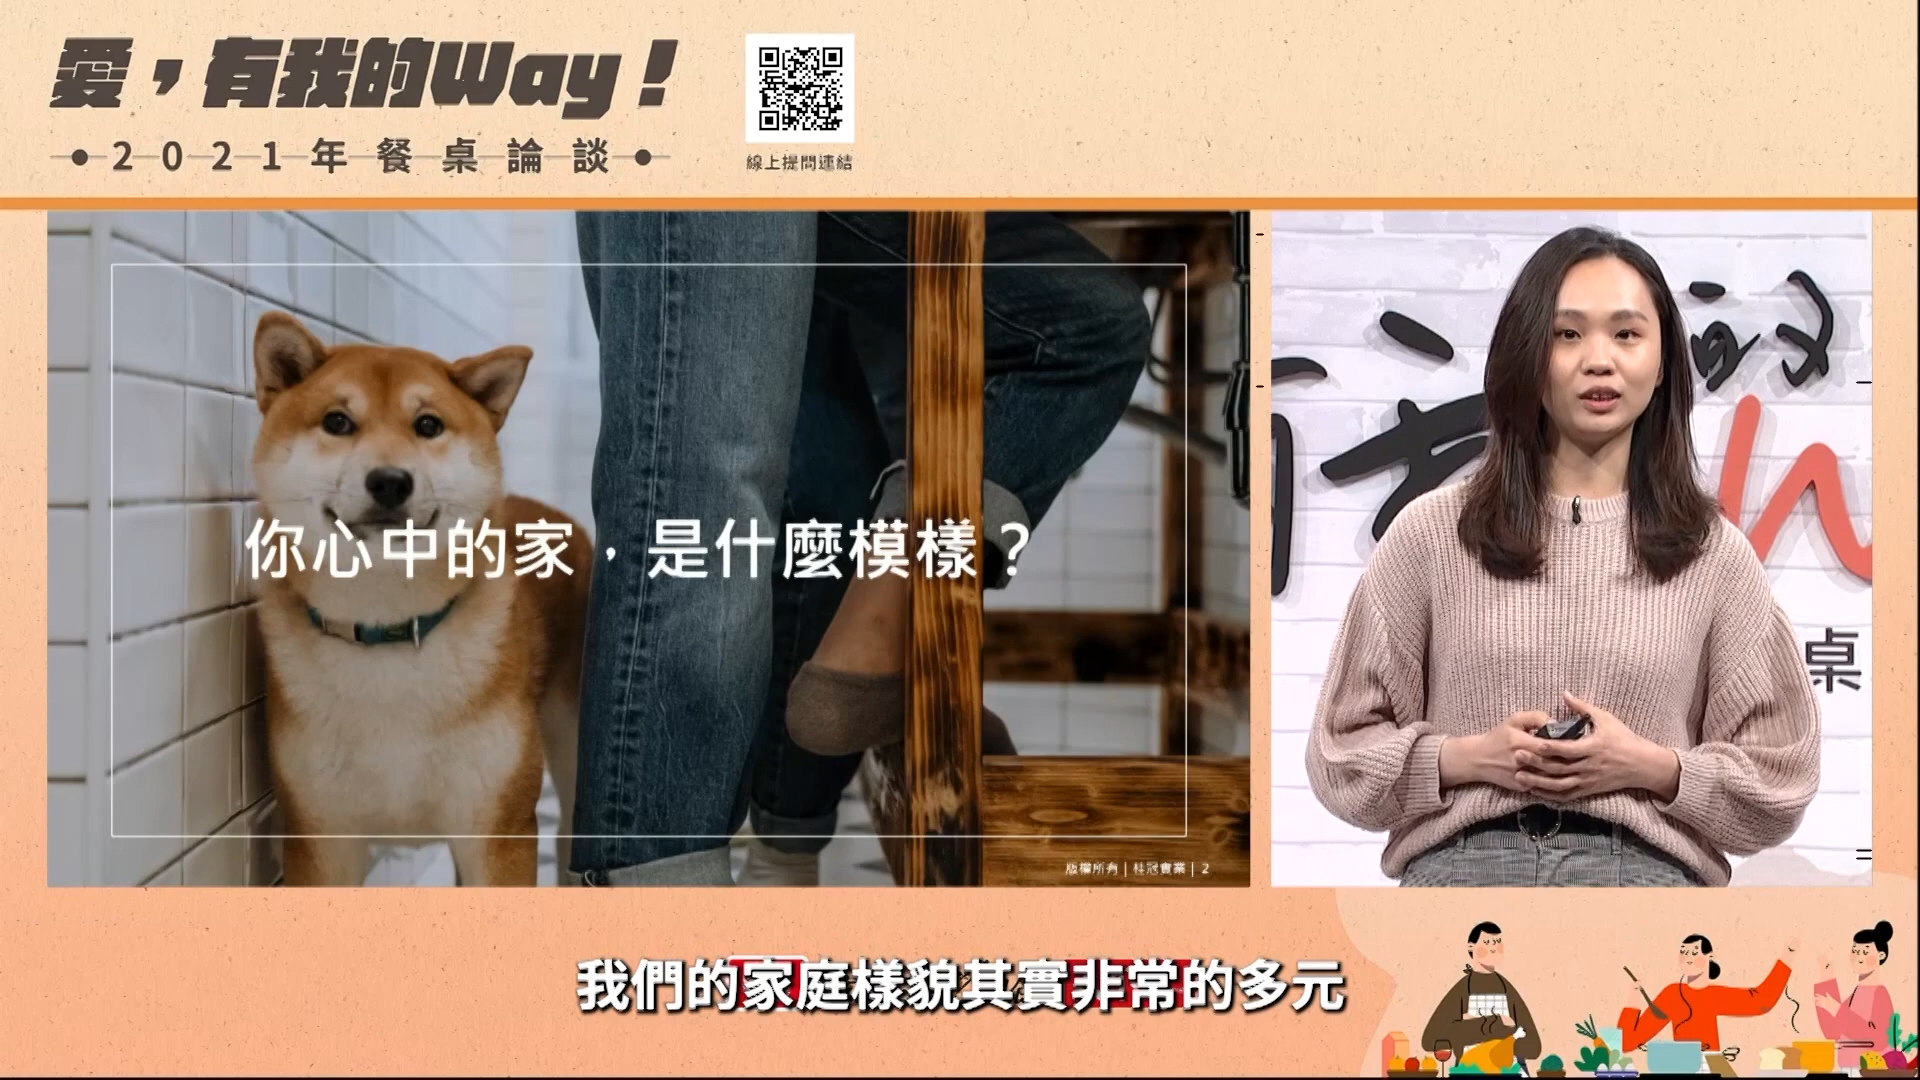 愛,有我的Way!
2021年餐桌論談
線上提問連結
你心中的家,是什麼模樣?
版權所有 | 桂冠實業 | 2
桌
我們的家庭樣貌其實非常的多元